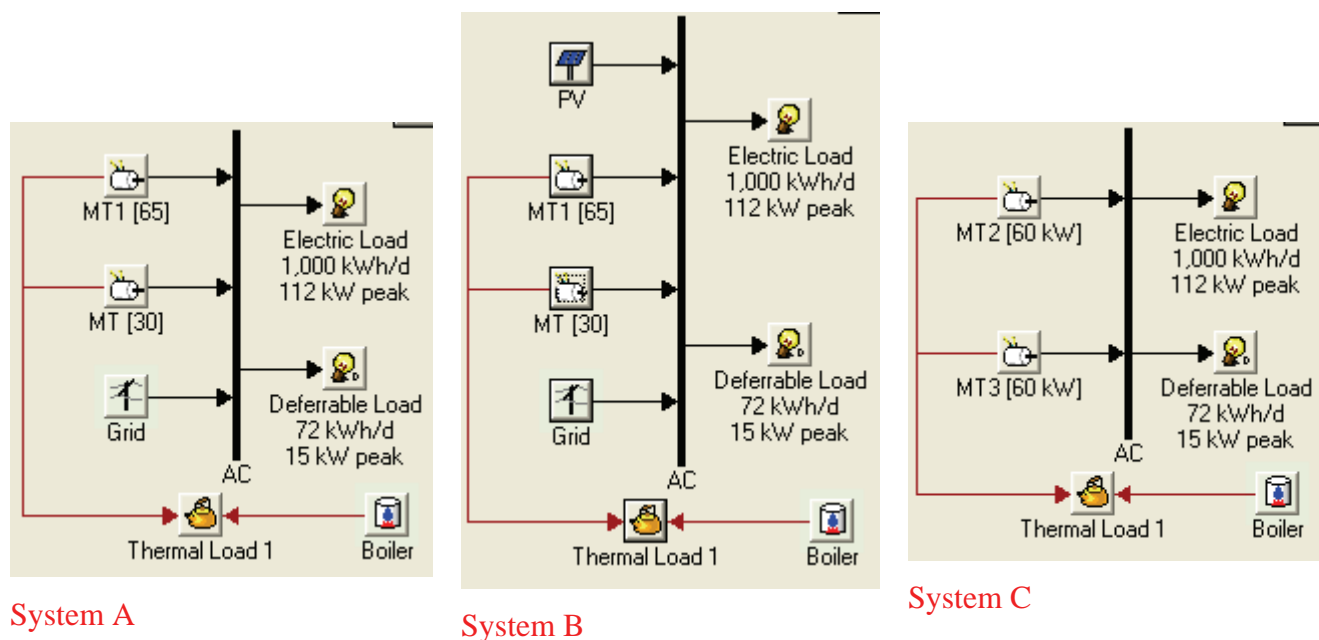 MT1 [65]
MT [30]
Grid
Electric Load
1,000 kWh/d
112 kW peak
Deferrable Load
72 kWh/d
15 kW peak
AC
Thermal Load 1
Boiler
System A
PV
MT1 [65]
MT [30]
Grid
Electric Load
1,000 kWh/d
112 kW peak
Deferrable Load
72 kWh/d
15 kW peak
AC
Thermal Load 1
Boiler
System B
MT2 [60 kW]
MT3 [60 kW]
Electric Load
1,000 kWh/d
112 kW peak
Deferrable Load
72 kWh/d
15 kW peak
AC
Thermal Load 1
Boiler
System C